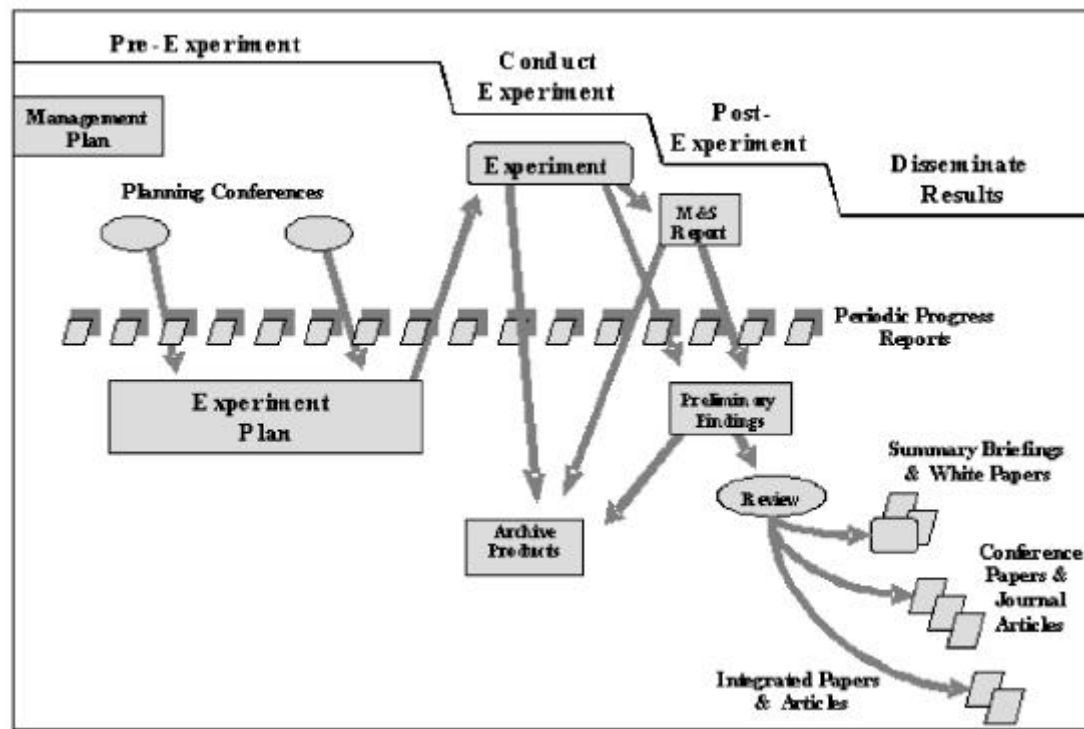 Pre-Experiment
Conduct
Experiment
Post-
Experiment
Disseminate
Results
Management
Plan
Planning Conferences
Experiment
M&S
Report
Periodic Progress
Reports
Experiment
Plan
Preliminary
Findings
Summary Briefings
& White Papers
Review
Archive
Products
Conference
Papers &
Journal
Articles
Integrated Papers
& Articles